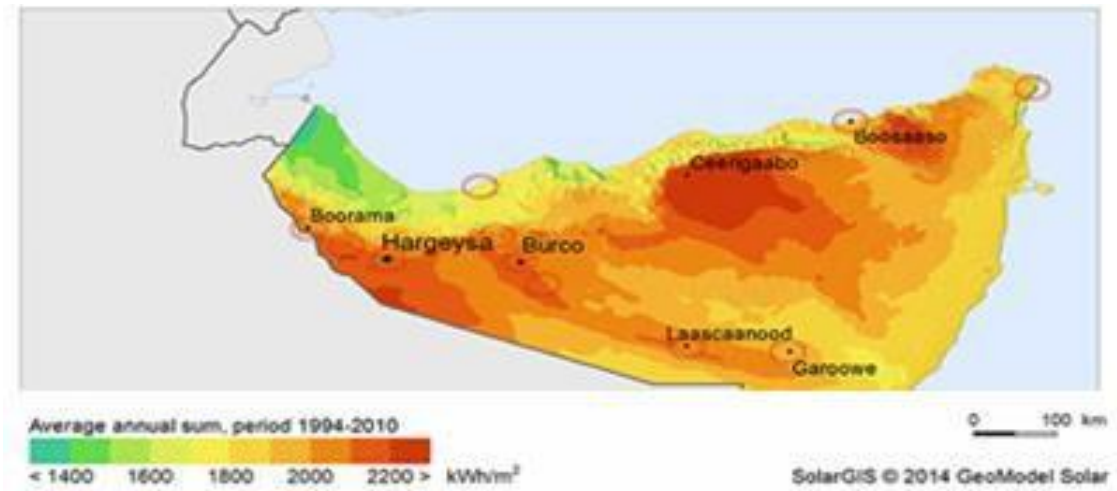 Boosaaso
Ceerigaabo
Boorama
Hargeysa
Burco
Laascaanood
Garoowe
Average annual sum, period 1994-2010
0 100 km
< 1400 1600 1800 2000 2200 > kWh/m²
SolarGIS © 2014 GeoModel Solar